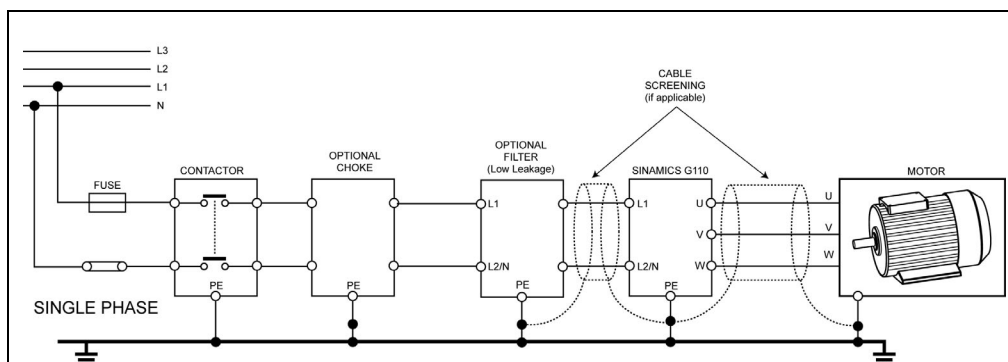 L3
L2
L1
N
CABLE
SCREENING
(if applicable)
FUSE
CONTACTOR
OPTIONAL
CHOKE
OPTIONAL
FILTER
(Low Leakage)
SINAMICS G110
MOTOR
L1
L1
U
U
V
V
L2/N
L2/N
W
W
PE
PE
PE
PE
SINGLE PHASE